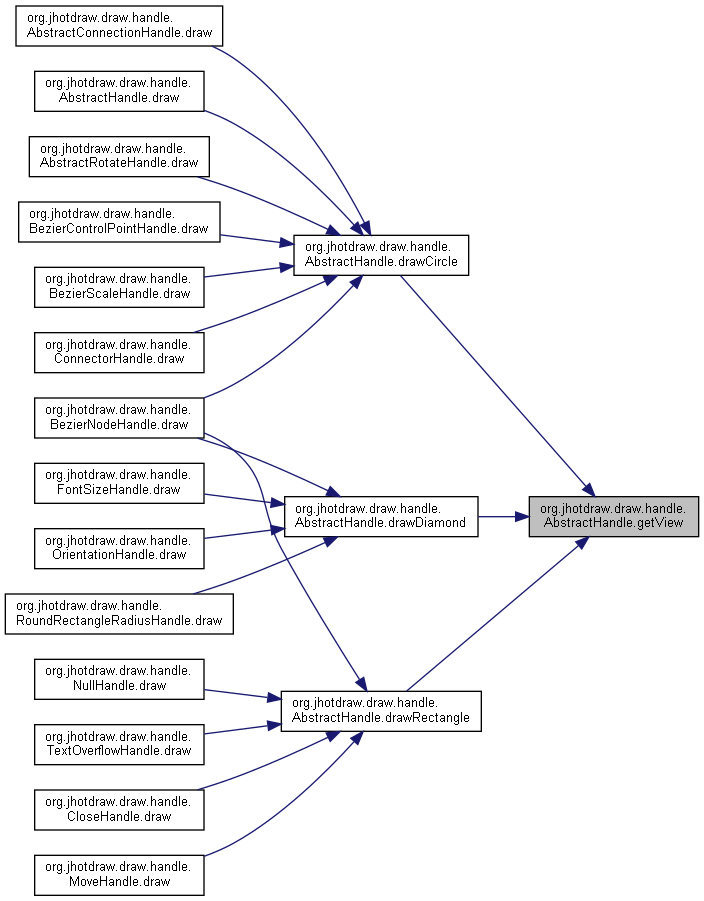 org.jhotdraw.draw.handle.
AbstractConnectionHandle.draw
org.jhotdraw.draw.handle.
AbstractHandle.draw
org.jhotdraw.draw.handle.
AbstractRotateHandle.draw
org.jhotdraw.draw.handle.
BezierControlPointHandle.draw
org.jhotdraw.draw.handle.
AbstractHandle.drawCircle
org.jhotdraw.draw.handle.
BezierScaleHandle.draw
org.jhotdraw.draw.handle.
ConnectorHandle.draw
org.jhotdraw.draw.handle.
BezierNodeHandle.draw
org.jhotdraw.draw.handle.
FontSizeHandle.draw
org.jhotdraw.draw.handle.
AbstractHandle.drawDiamond
org.jhotdraw.draw.handle.
AbstractHandle.getView
org.jhotdraw.draw.handle.
OrientationHandle.draw
org.jhotdraw.draw.handle.
RoundRectangleRadiusHandle.draw
org.jhotdraw.draw.handle.
NullHandle.draw
org.jhotdraw.draw.handle.
AbstractHandle.drawRectangle
org.jhotdraw.draw.handle.
TextOverflowHandle.draw
org.jhotdraw.draw.handle.
CloseHandle.draw
org.jhotdraw.draw.handle.
MoveHandle.draw